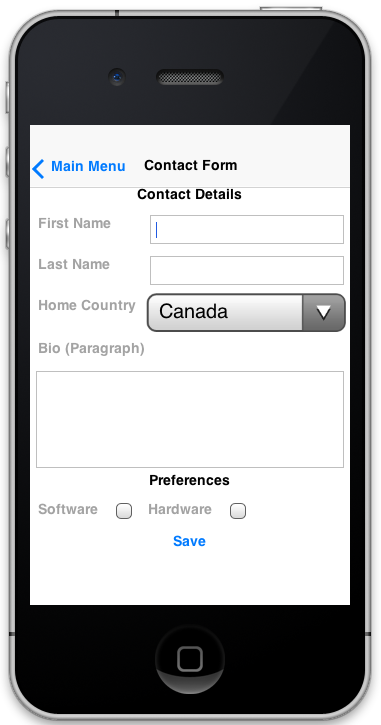 Main Menu Contact Form
Contact Details
First Name
Last Name
Home Country Canada
Bio (Paragraph)
Preferences
Software Hardware
Save